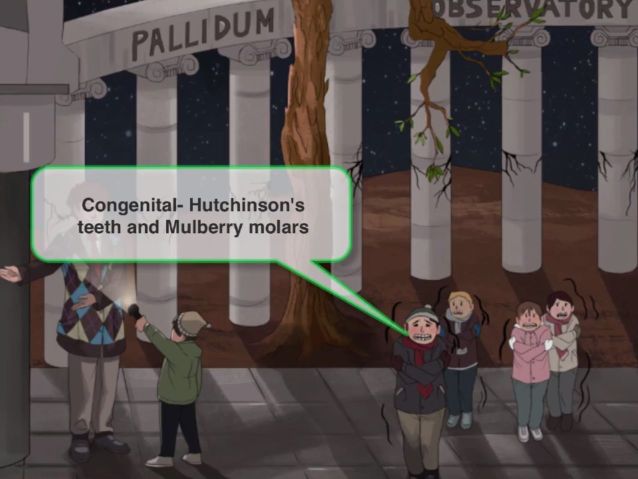 PALLIDUM
OBSERVATORY
Congenital- Hutchinson's
teeth and Mulberry molars